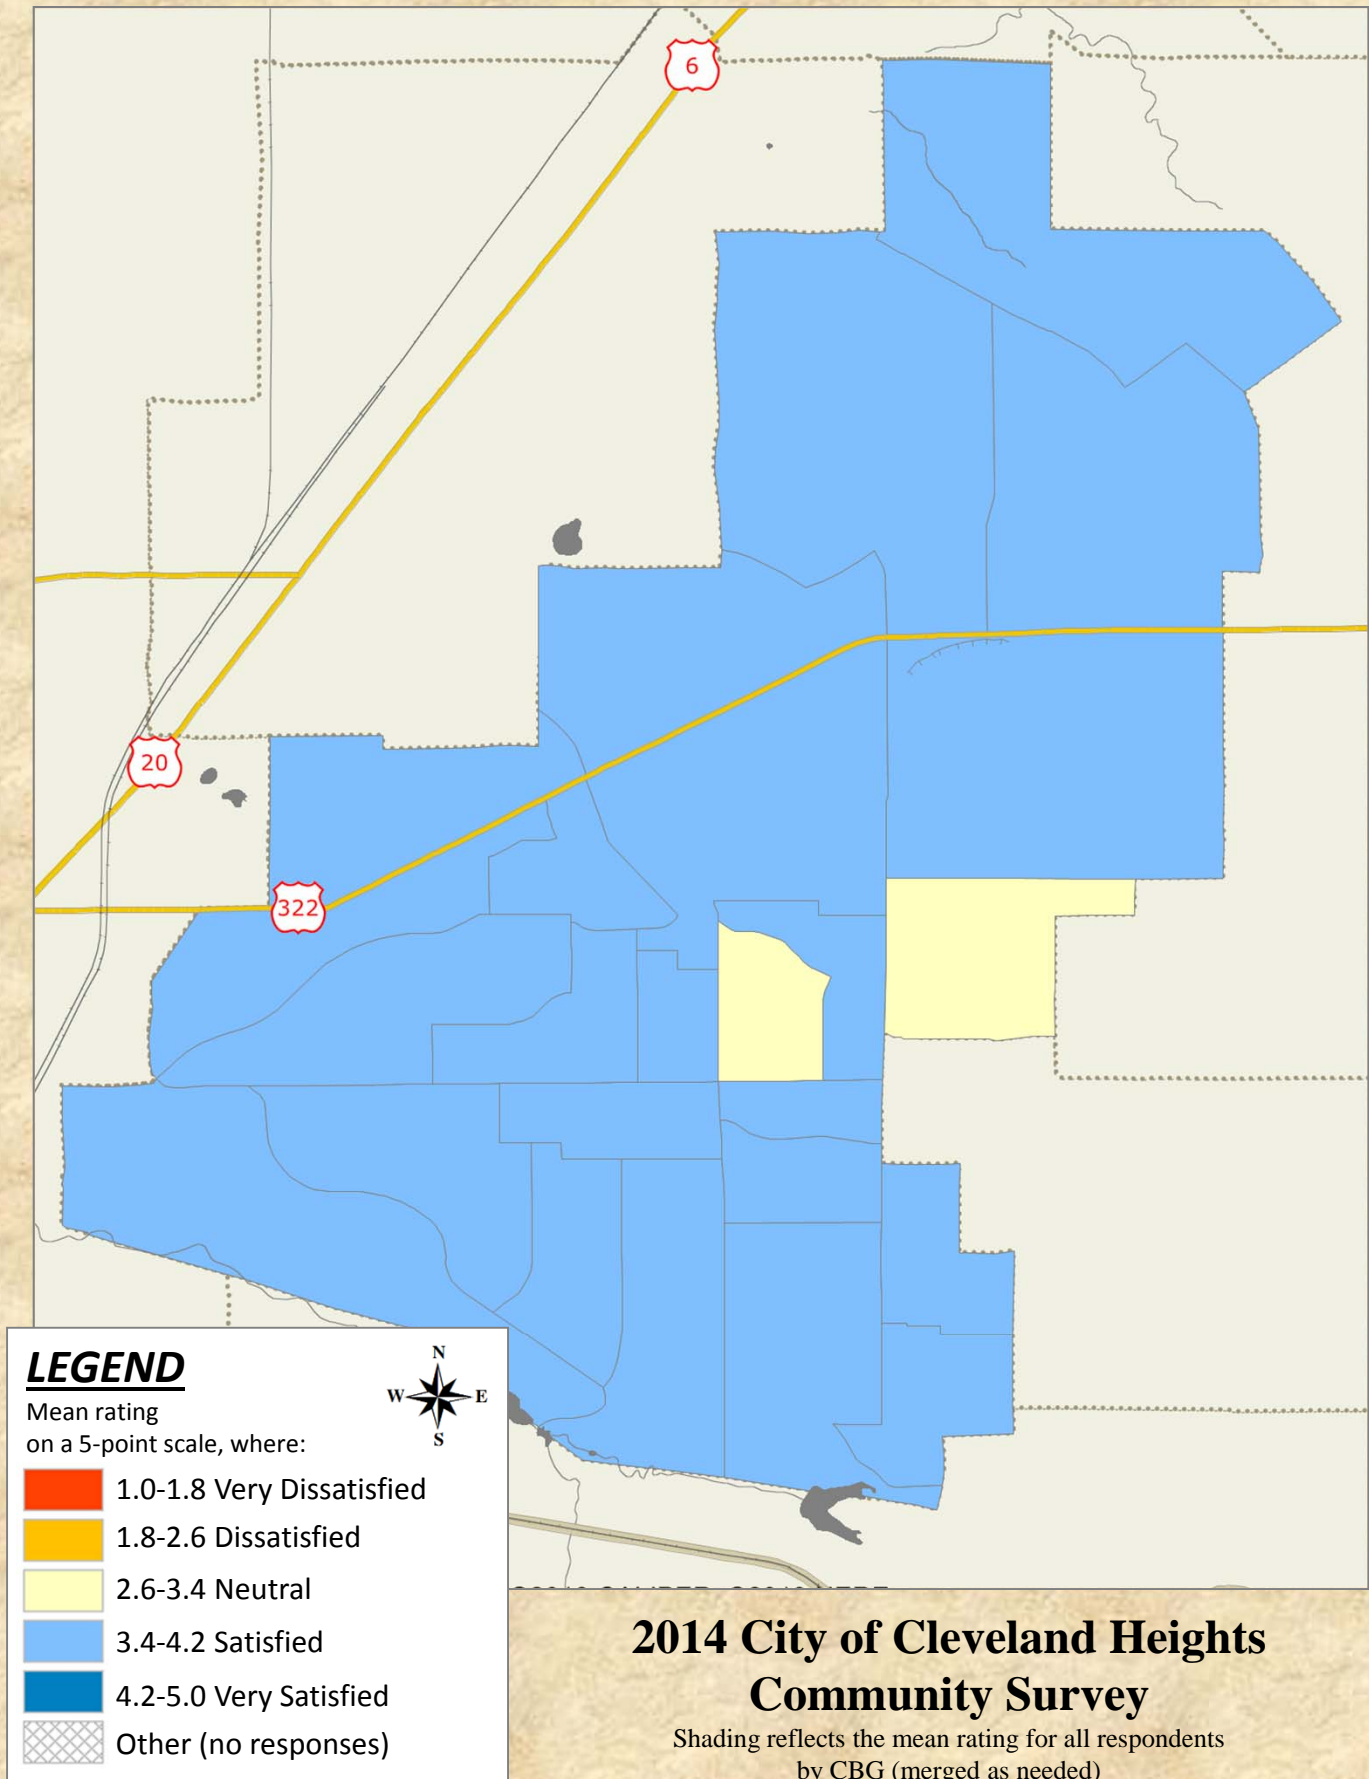 6
20
322
LEGEND
N
W E
S
Mean rating
on a 5-point scale, where:
1.0-1.8 Very Dissatisfied
1.8-2.6 Dissatisfied
2.6-3.4 Neutral
3.4-4.2 Satisfied
4.2-5.0 Very Satisfied
Other (no responses)
2014 City of Cleveland Heights
Community Survey
Shading reflects the mean rating for all respondents
by CBG (merged as needed)